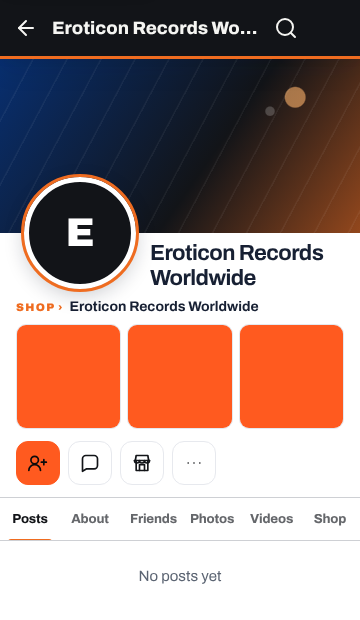 Eroticon Records Wo...
E
Eroticon Records
Worldwide
SHOP › Eroticon Records Worldwide
Posts About Friends Photos Videos Shop
No posts yet